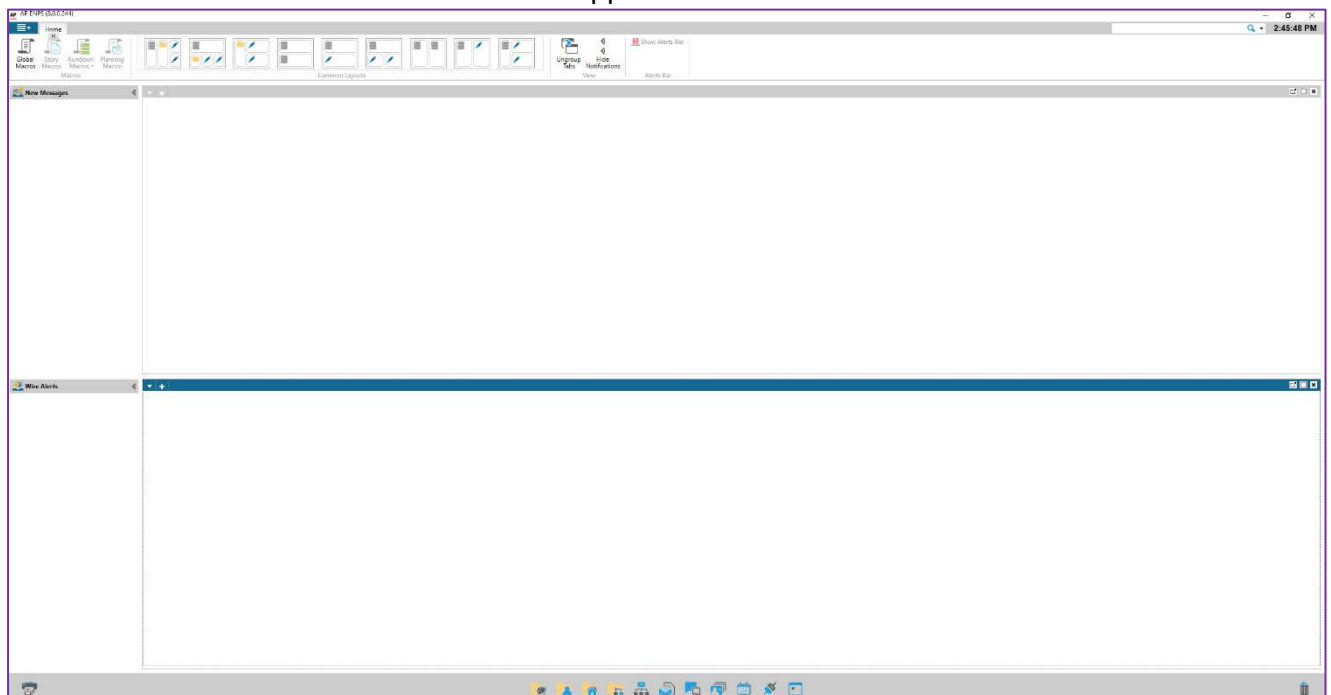 AP AP ENPS (8.0.0.244)
Home
2:45:48 PM
H
Global Macros
Story Macros
Rundown Macros
Planning Macros
Ungroup Tabs
Hide Notifications
Show Alerts Bar
Macros
Common Layouts
View
Alerts Bar
New Messages
Wire Alerts